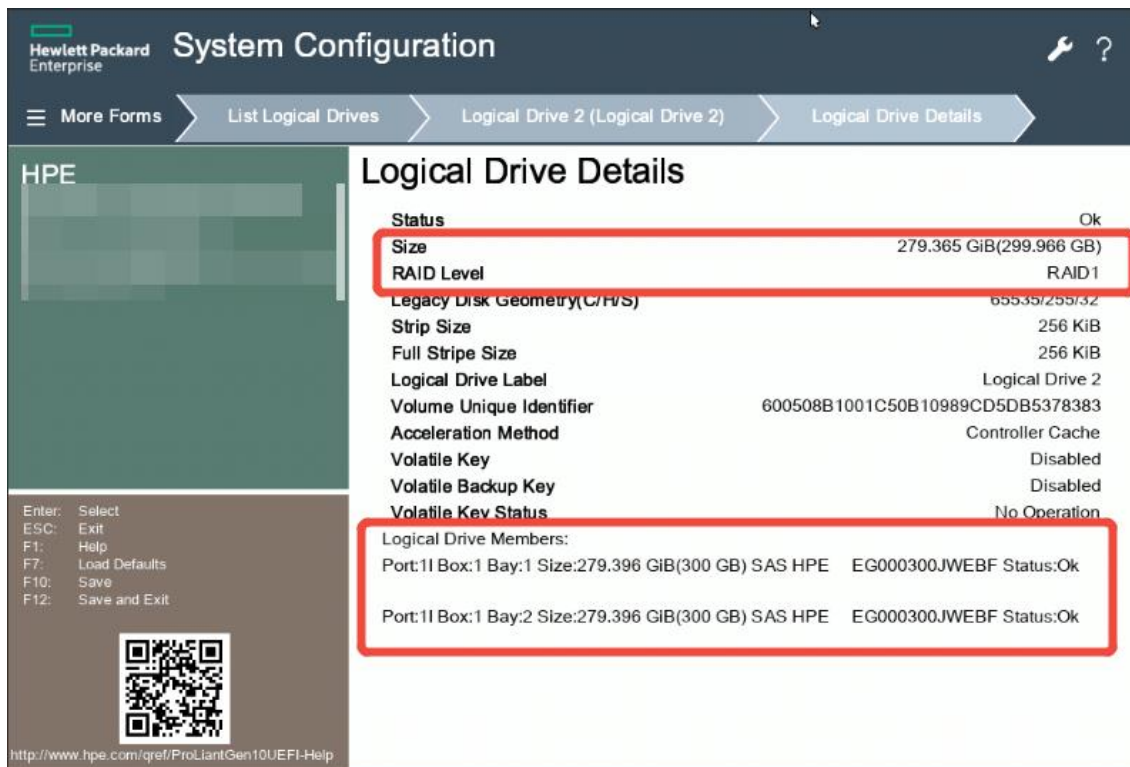 Hewlett Packard
Enterprise
System Configuration
?
More Forms
List Logical Drives
Logical Drive 2 (Logical Drive 2)
Logical Drive Details
HPE
Logical Drive Details
Status Ok
Size 279.365 GiB(299.966 GB)
RAID Level RAID1
Legacy Disk Geometry(C/H/S) 65535/255/32
Strip Size 256 KiB
Full Stripe Size 256 KiB
Logical Drive Label Logical Drive 2
Volume Unique Identifier 600508B1001C50B10989CD5DB5378383
Acceleration Method Controller Cache
Volatile Key Disabled
Volatile Backup Key Disabled
Volatile Key Status No Operation
Logical Drive Members:
Port:1I Box:1 Bay:1 Size:279.396 GiB(300 GB) SAS HPE EG000300JWEBF Status:Ok
Port:1I Box:1 Bay:2 Size:279.396 GiB(300 GB) SAS HPE EG000300JWEBF Status:Ok
Enter: Select
ESC: Exit
F1: Help
F7: Load Defaults
F10: Save
F12: Save and Exit
http://www.hpe.com/qref/ProLiantGen10UEFI-Help